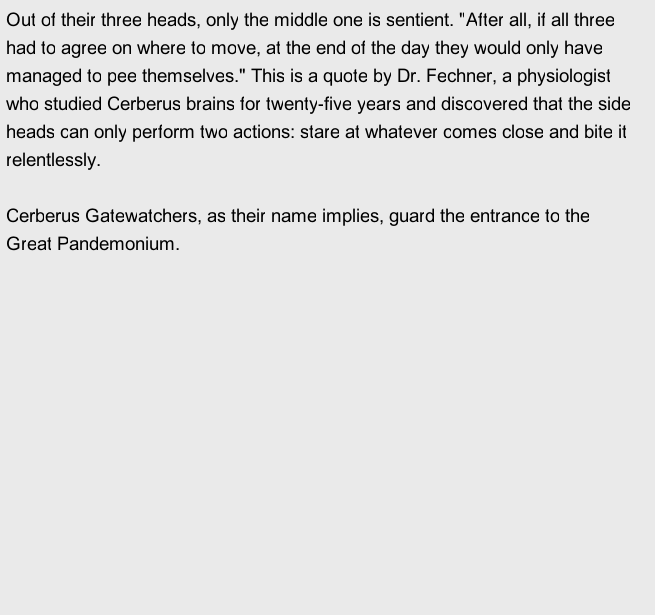 Out of their three heads, only the middle one is sentient. "After all, if all three
had to agree on where to move, at the end of the day they would only have
managed to pee themselves." This is a quote by Dr. Fechner, a physiologist
who studied Cerberus brains for twenty-five years and discovered that the side
heads can only perform two actions: stare at whatever comes close and bite it
relentlessly.

Cerberus Gatewatchers, as their name implies, guard the entrance to the
Great Pandemonium.